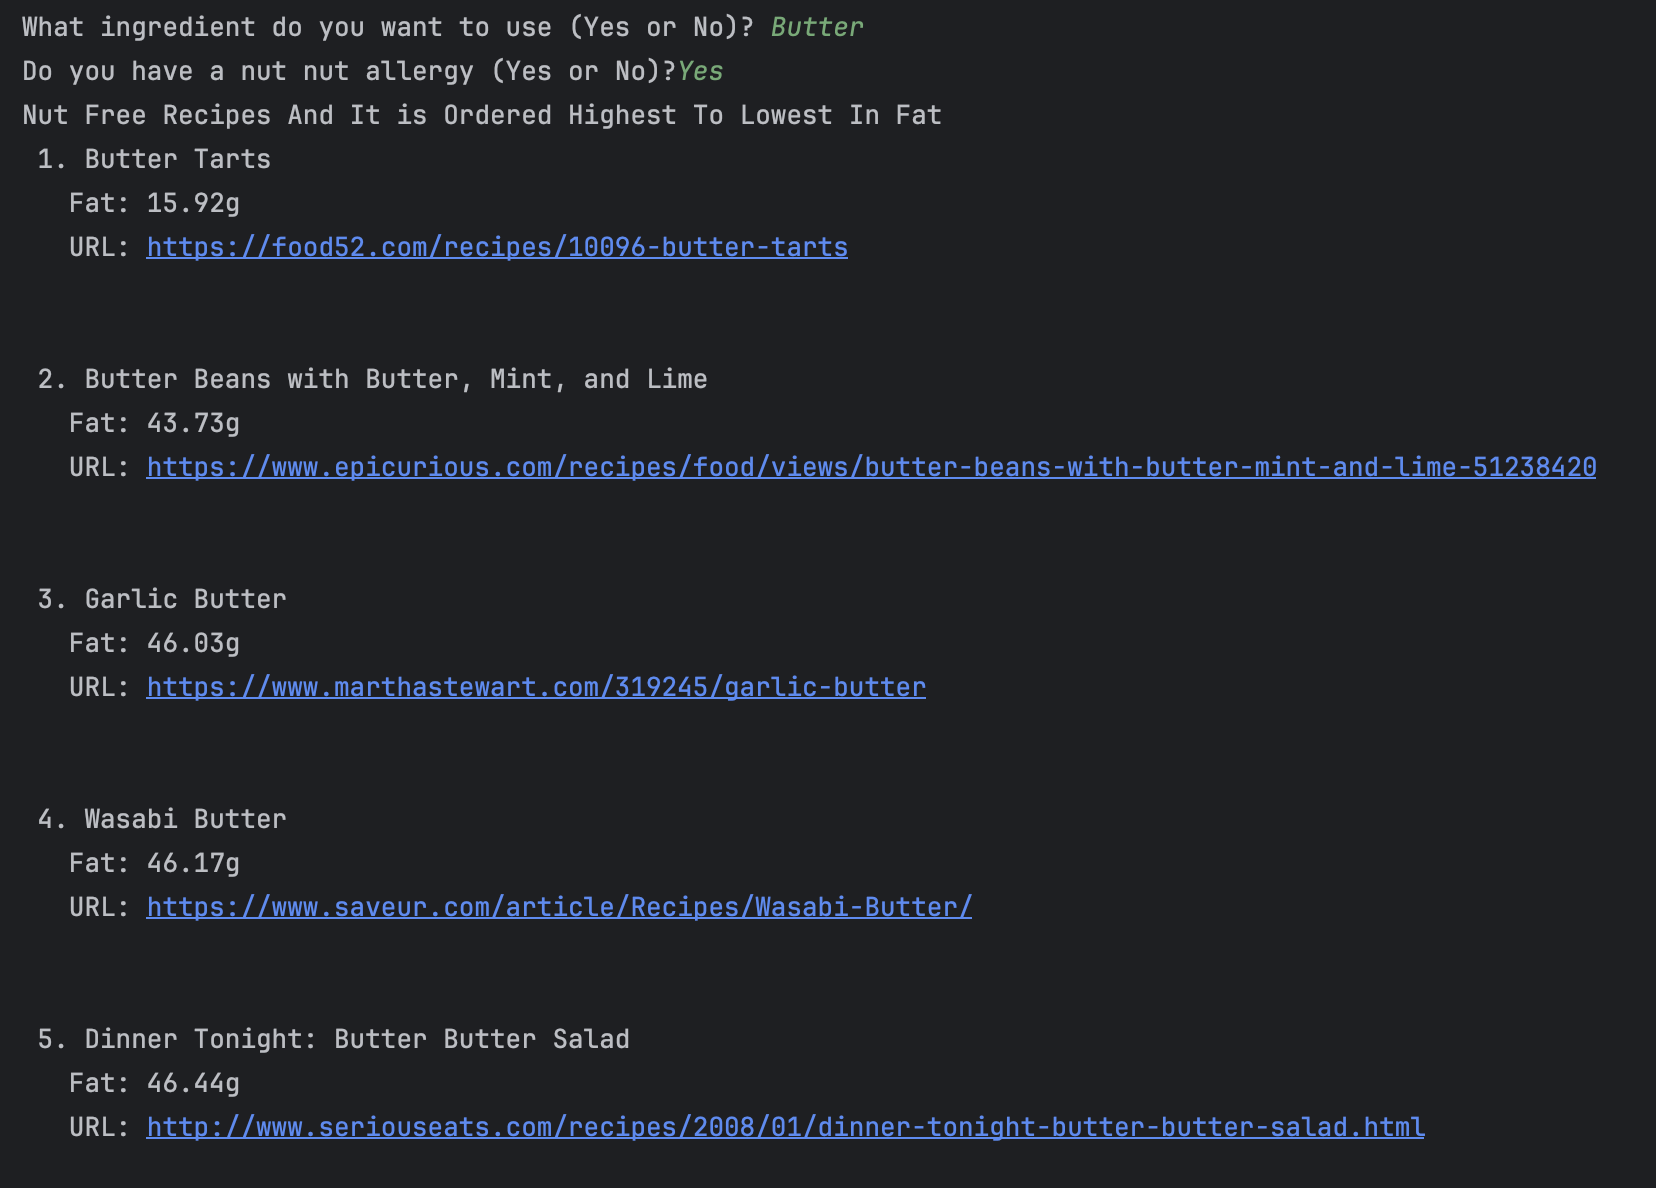 What ingredient do you want to use (Yes or No)? Butter
Do you have a nut nut allergy (Yes or No)?Yes
Nut Free Recipes And It is Ordered Highest To Lowest In Fat
1. Butter Tarts
Fat: 15.92g
URL: https://food52.com/recipes/10096-butter-tarts
2. Butter Beans with Butter, Mint, and Lime
Fat: 43.73g
URL: https://www.epicurious.com/recipes/food/views/butter-beans-with-butter-mint-and-lime-51238420
3. Garlic Butter
Fat: 46.03g
URL: https://www.marthastewart.com/319245/garlic-butter
4. Wasabi Butter
Fat: 46.17g
URL: https://www.saveur.com/article/Recipes/Wasabi-Butter/
5. Dinner Tonight: Butter Butter Salad
Fat: 46.44g
URL: http://www.seriouseats.com/recipes/2008/01/dinner-tonight-butter-butter-salad.html